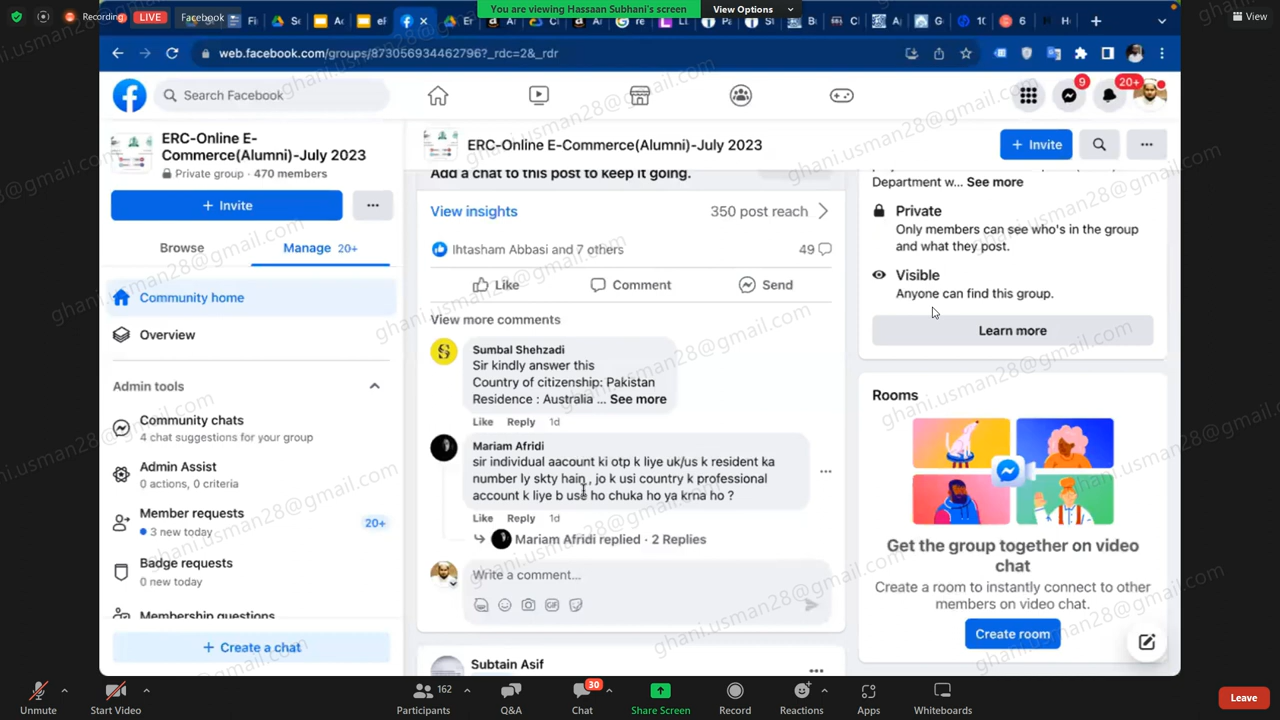 Recording
LIVE
Facebook
You are viewing Hassaan Subhani's screen
View Options
View
web.facebook.com/groups/873056934462796?_rdc=2&_rdr
Search Facebook
9
20+
ERC-Online E-
Commerce(Alumni)-July 2023
Private group · 470 members
+ Invite
Browse
Manage 20+
Community home
Overview
Admin tools
Community chats
4 chat suggestions for your group
Admin Assist
0 actions, 0 criteria
Member requests
3 new today
20+
Badge requests
0 new today
Membership questions
+ Create a chat
ERC-Online E-Commerce(Alumni)-July 2023
+ Invite
Add a chat to this post to keep it going.
View insights
350 post reach
Ihtasham Abbasi and 7 others
49
Like
Comment
Send
View more comments
Sumbal Shehzadi
Sir kindly answer this
Country of citizenship: Pakistan
Residence : Australia ... See more
Like Reply 1d
Mariam Afridi
sir individual aacount ki otp k liye uk/us k resident ka
number ly skty hain , jo k usi country k professional
account k liye b use ho chuka ho ya krna ho ?
Like Reply 1d
Mariam Afridi replied · 2 Replies
Write a comment...
GIF
Subtain Asif
Department w... See more
Private
Only members can see who's in the group
and what they post.
Visible
Anyone can find this group.
Learn more
Rooms
Get the group together on video
chat
Create a room to instantly connect to other
members on video chat.
Create room
Unmute
Start Video
162
Participants
Q&A
30
Chat
Share Screen
Record
Reactions
Apps
Whiteboards
Leave
ghani.usman28@gmail.com